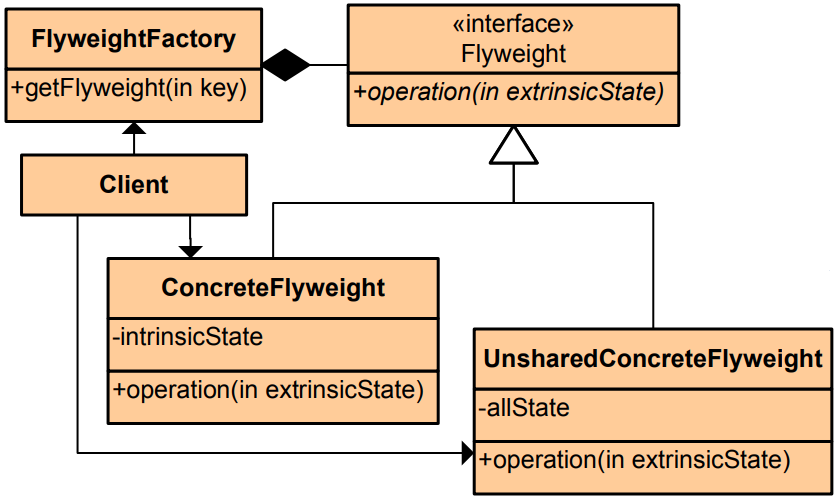 FlyweightFactory
+getFlyweight(in key)
«interface»
Flyweight
+operation(in extrinsicState)
Client
ConcreteFlyweight
-intrinsicState
+operation(in extrinsicState)
UnsharedConcreteFlyweight
-allState
+operation(in extrinsicState)